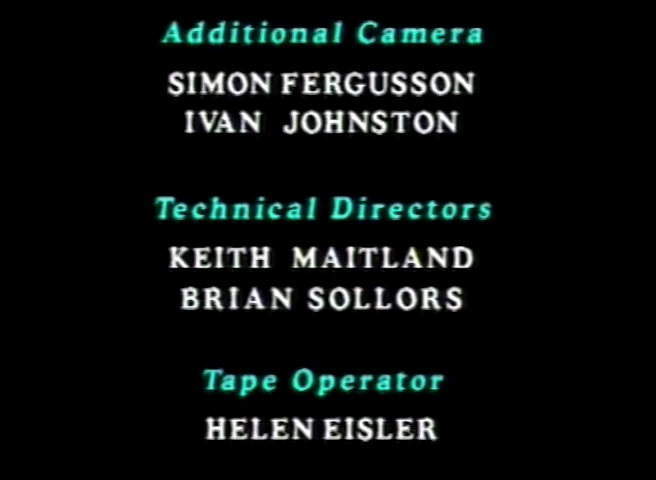 Additional Camera
SIMON FERGUSSON
IVAN JOHNSTON
Technical Directors
KEITH MAITLAND
BRIAN SOLLORS
Tape Operator
HELEN EISLER